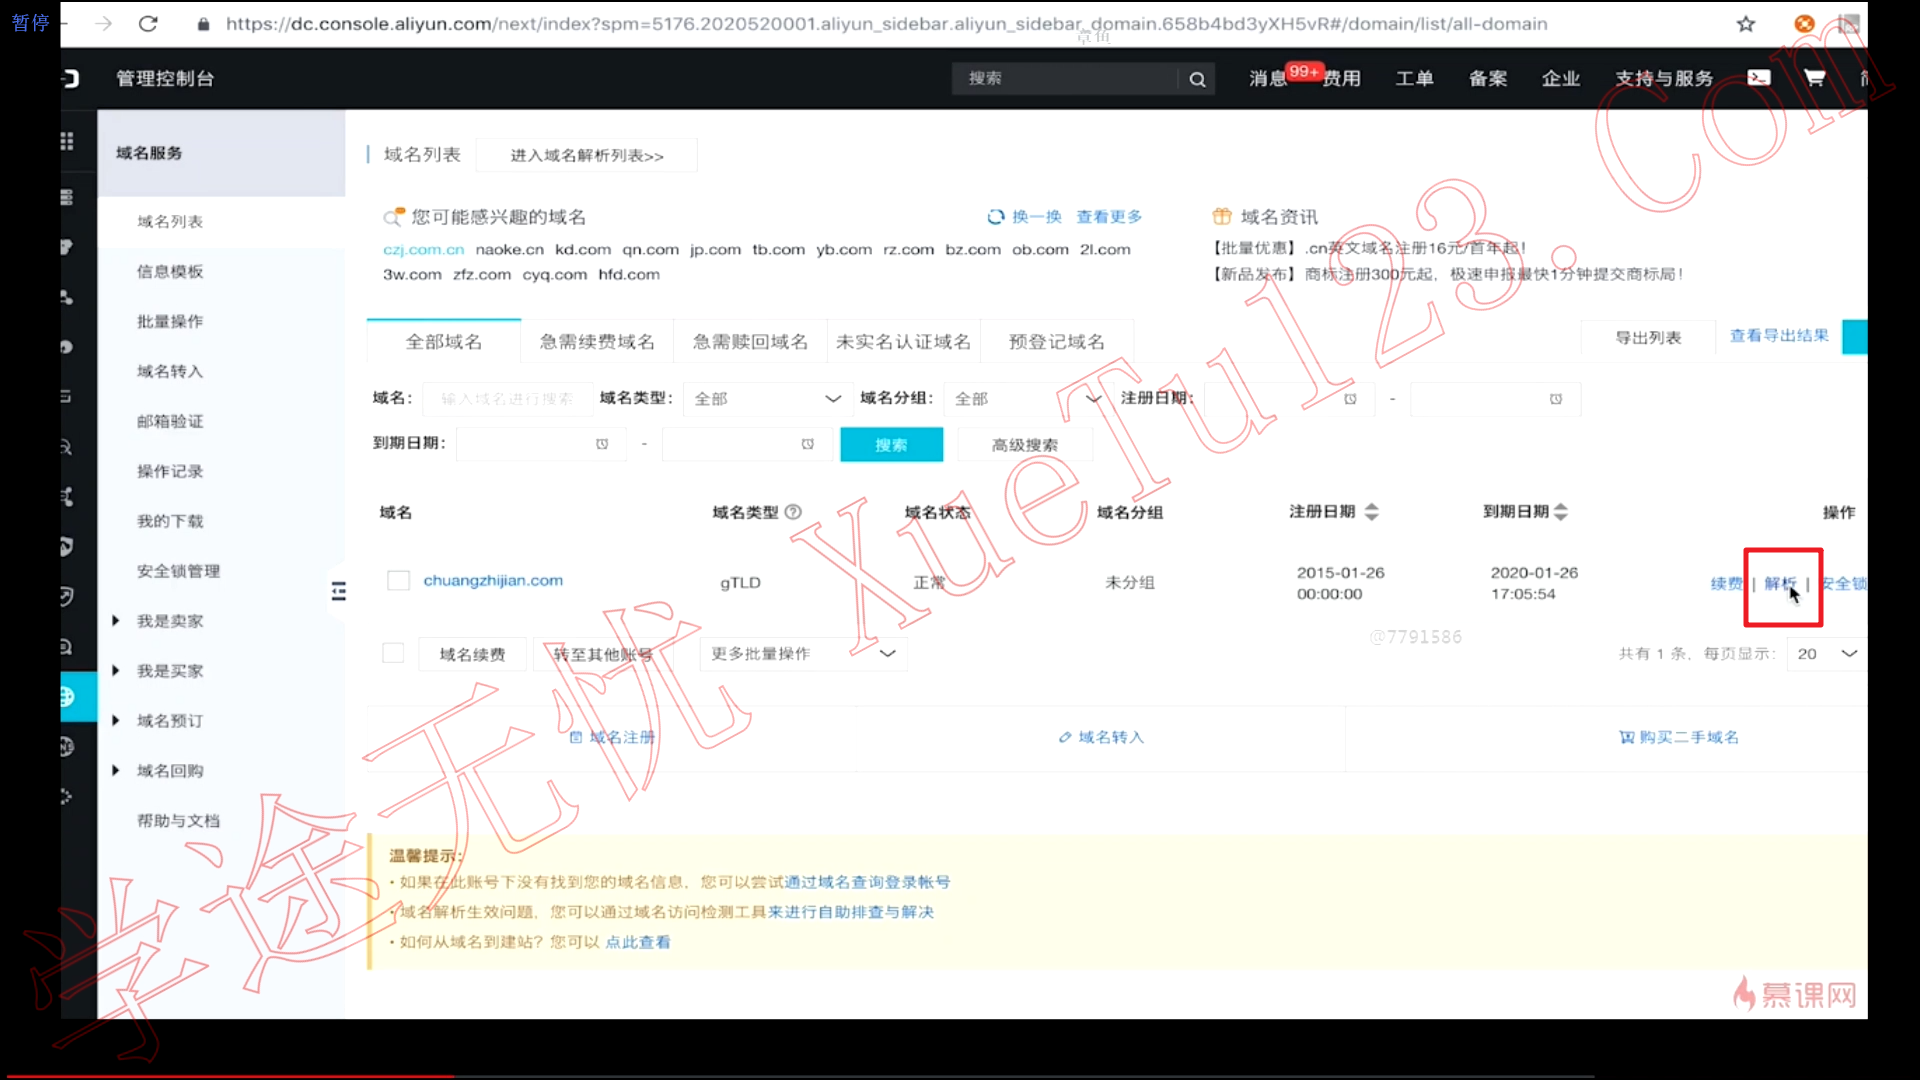 暂停
https://dc.console.aliyun.com/next/index?spm=5176.2020520001.aliyun_sidebar.aliyun_sidebar_domain.658b4bd3yXH5vR#/domain/list/all-domain
章鱼
管理控制台
搜索
消息 99+ 费用 工单 备案 企业 支持与服务
域名服务
域名列表
信息模板
批量操作
域名转入
邮箱验证
操作记录
我的下载
安全锁管理
我是卖家
我是买家
域名预订
域名回购
帮助与文档
域名列表 进入域名解析列表>>
您可能感兴趣的域名 换一换 查看更多
czj.com.cn naoke.cn kd.com qn.com jp.com tb.com yb.com rz.com bz.com ob.com 2l.com
3w.com zfz.com cyq.com hfd.com
域名资讯
【批量优惠】.cn英文域名注册16元/首年起！
【新品发布】商标注册300元起，极速申报最快1分钟提交商标局！
全部域名 急需续费域名 急需赎回域名 未实名认证域名 预登记域名 导出列表 查看导出结果
域名： 输入域名进行搜索 域名类型： 全部 域名分组： 全部 注册日期： -
到期日期： - 搜索 高级搜索
域名 域名类型 域名状态 域名分组 注册日期 到期日期 操作
chuangzhijian.com gTLD 正常 未分组 2015-01-26 00:00:00 2020-01-26 17:05:54 续费 | 解析 | 安全锁
@7791586
域名续费 转至其他账号 更多批量操作 共有 1 条，每页显示： 20
域名注册 域名转入 购买二手域名
温馨提示：
·如果在此账号下没有找到您的域名信息，您可以尝试通过域名查询登录帐号
·域名解析生效问题，您可以通过域名访问检测工具来进行自助排查与解决
·如何从域名到建站？您可以 点此查看
慕课网
学途无忧 XueTu123.Com